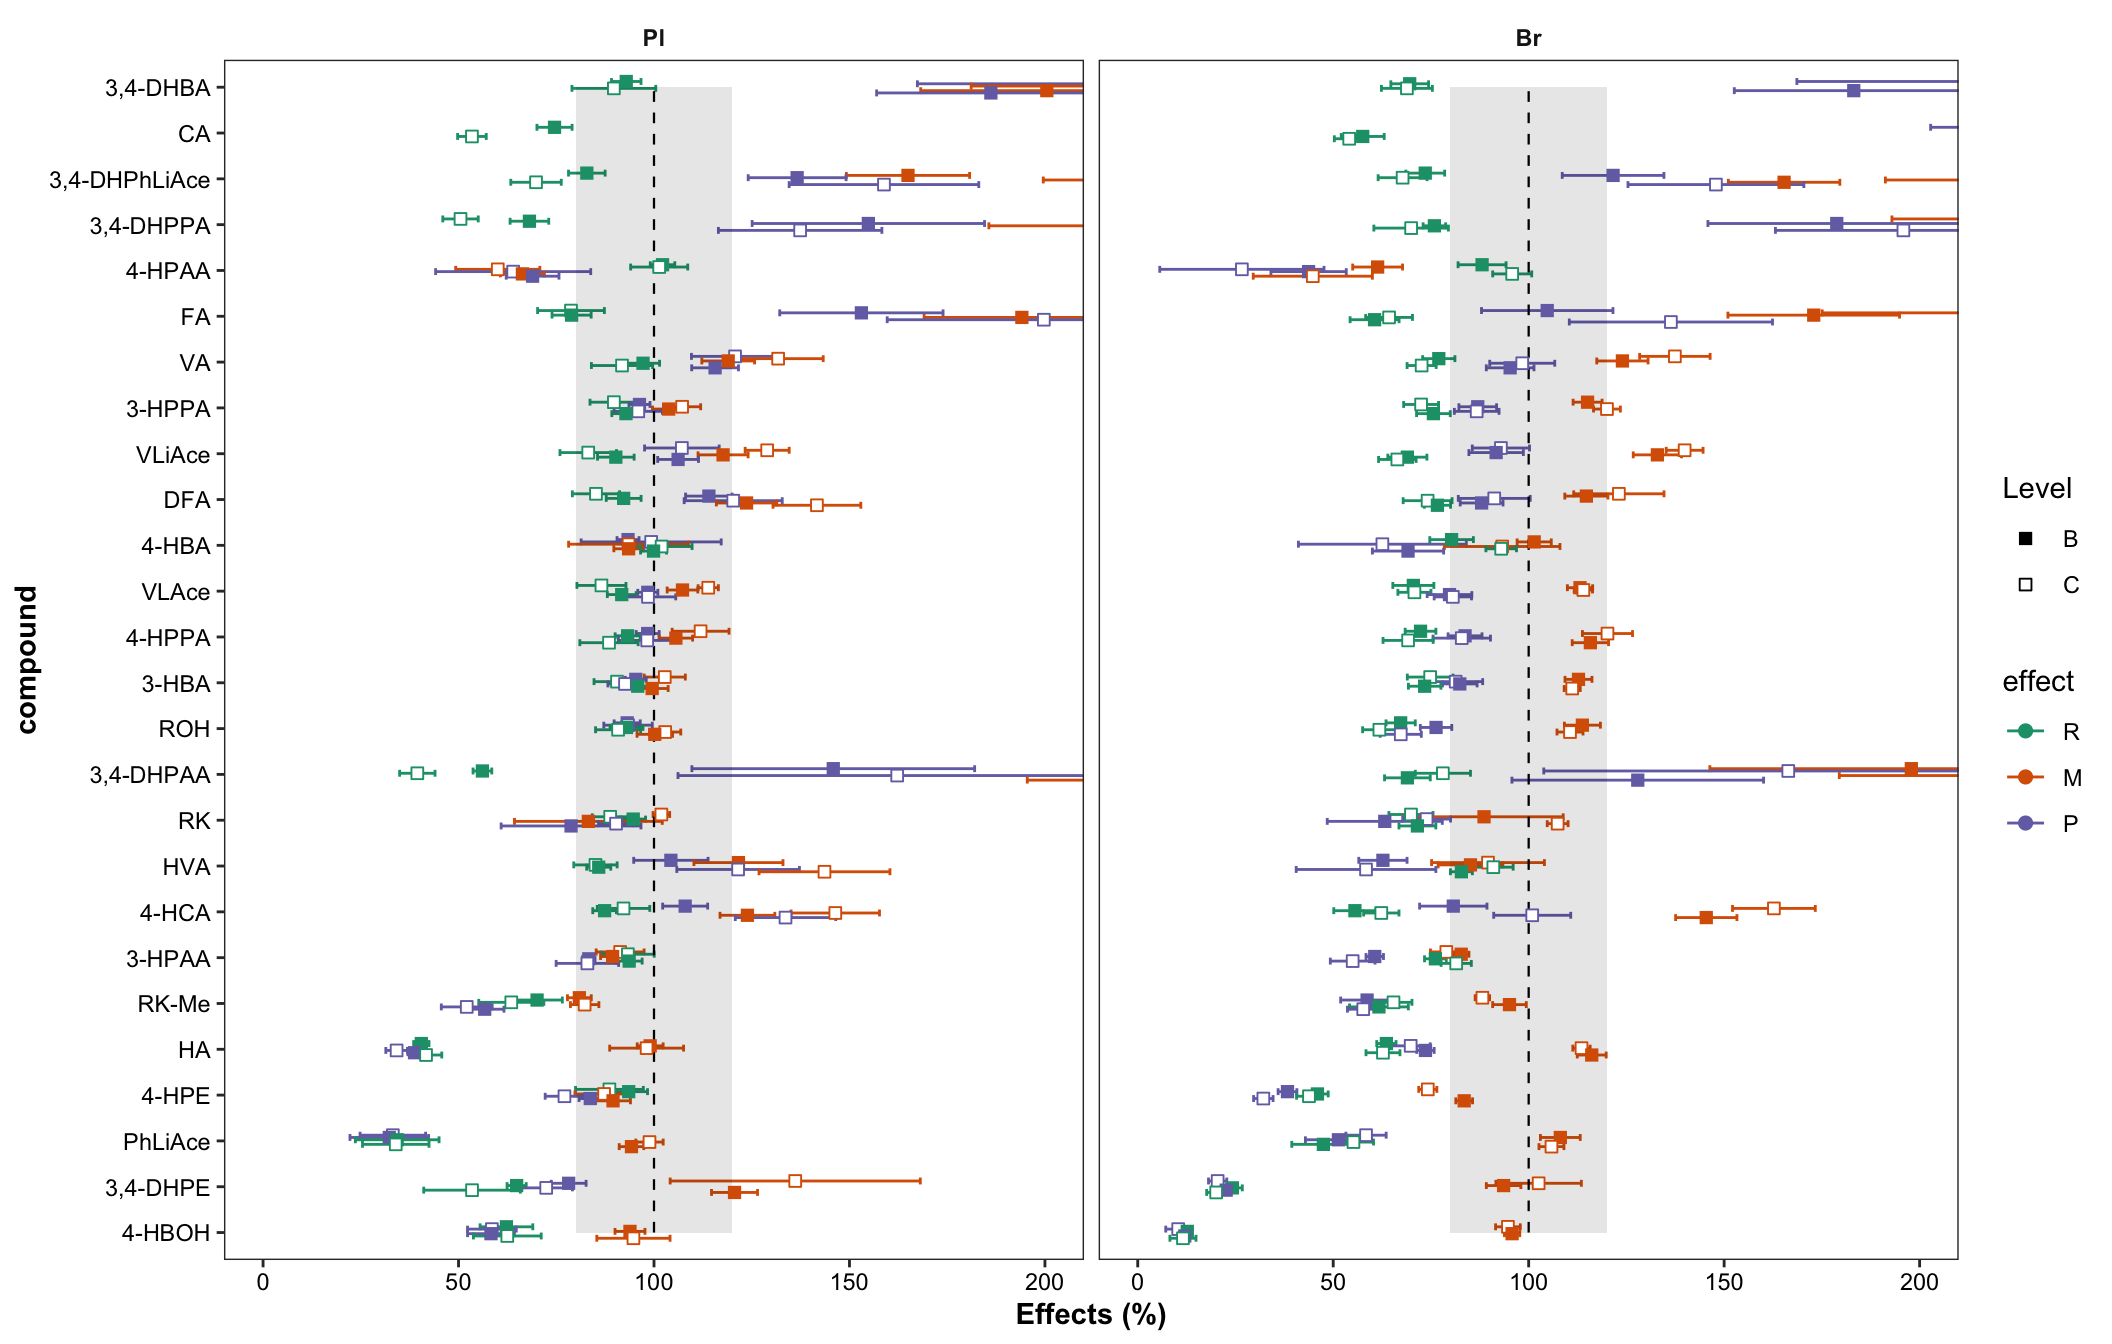 Pl
Br
3,4-DHBA
CA
3,4-DHPhLiAce
3,4-DHPPA
4-HPAA
FA
VA
3-HPPA
VLiAce
DFA
4-HBA
VLAce
4-HPPA
3-HBA
ROH
3,4-DHPAA
RK
HVA
4-HCA
3-HPAA
RK-Me
HA
4-HPE
PhLiAce
3,4-DHPE
4-HBOH
compound
0 50 100 150 200
0 50 100 150 200
Effects (%)
Level
B
C
effect
R
M
P